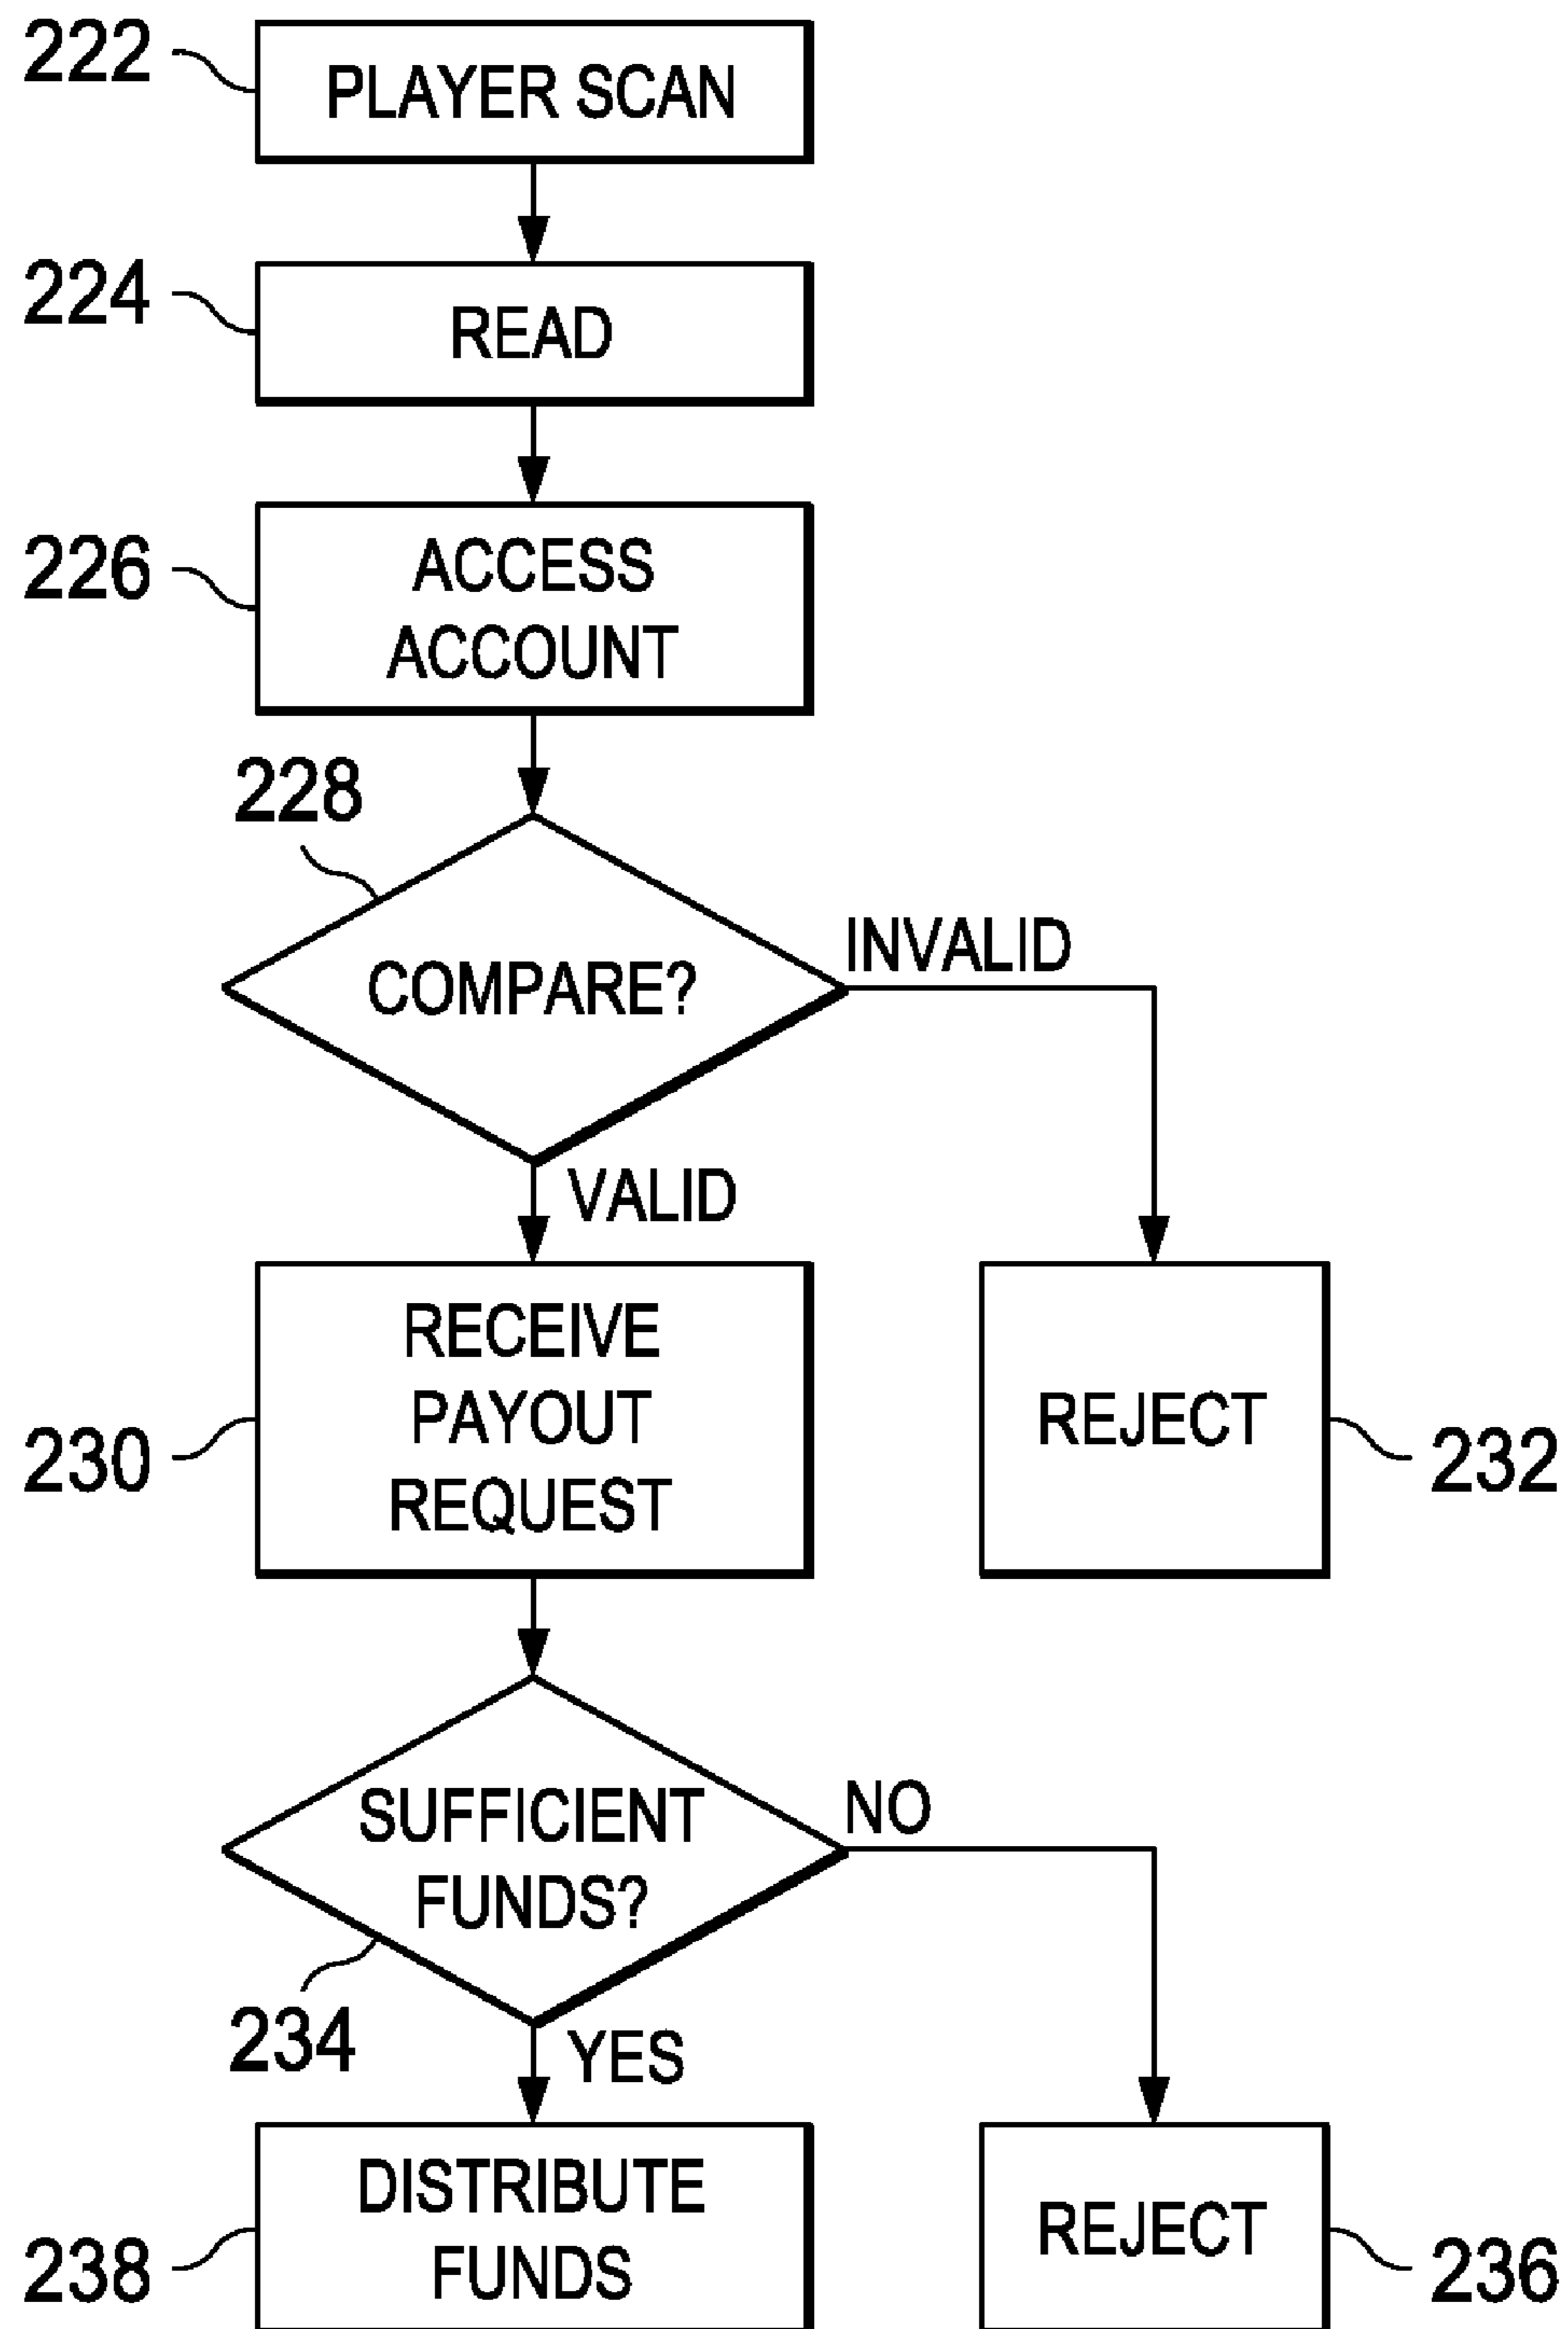 222
PLAYER SCAN
224
READ
226
ACCESS
ACCOUNT
228
COMPARE?
INVALID
VALID
230
RECEIVE
PAYOUT
REQUEST
REJECT
232
SUFFICIENT
FUNDS?
NO
234
YES
238
DISTRIBUTE
FUNDS
REJECT
236